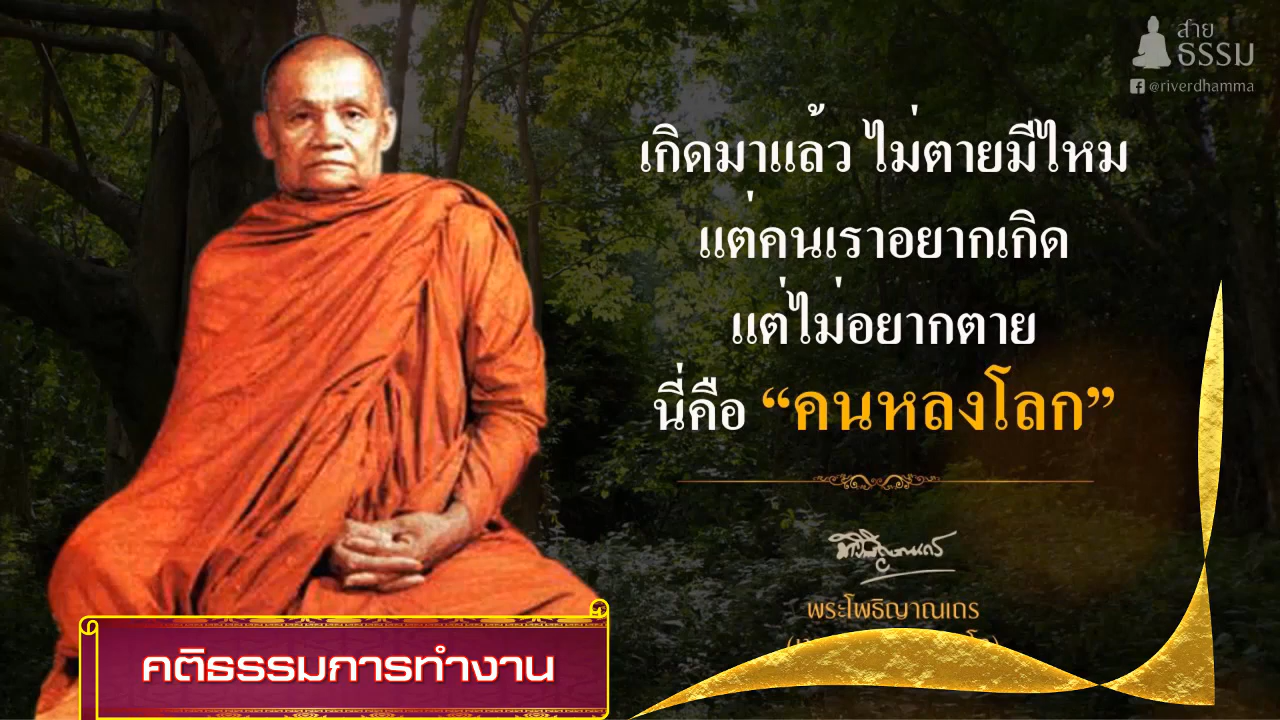 สาย
ธรรม
@riverdhamma
เกิดมาแล้ว ไม่ตายมีไหม
แต่คนเราอยากเกิด
แต่ไม่อยากตาย
นี่คือ “คนหลงโลก”
พระโพธิญาณเถร
คติธรรมการทำงาน